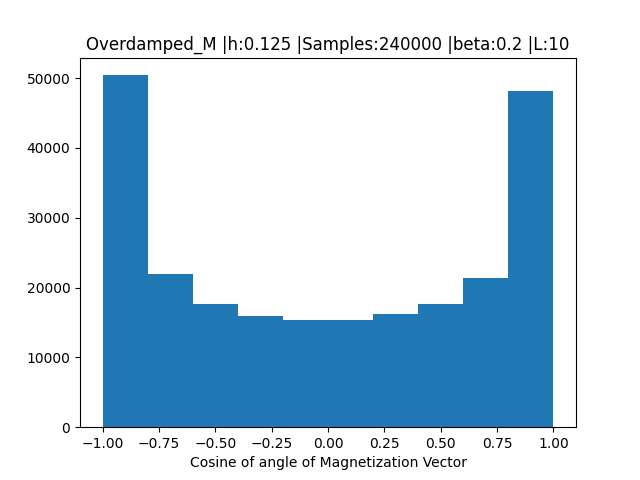 Overdamped_M |h:0.125 |Samples:240000 |beta:0.2 |L:10
50000
40000
30000
20000
10000
0
−1.00 −0.75 −0.50 −0.25 0.00 0.25 0.50 0.75 1.00
Cosine of angle of Magnetization Vector